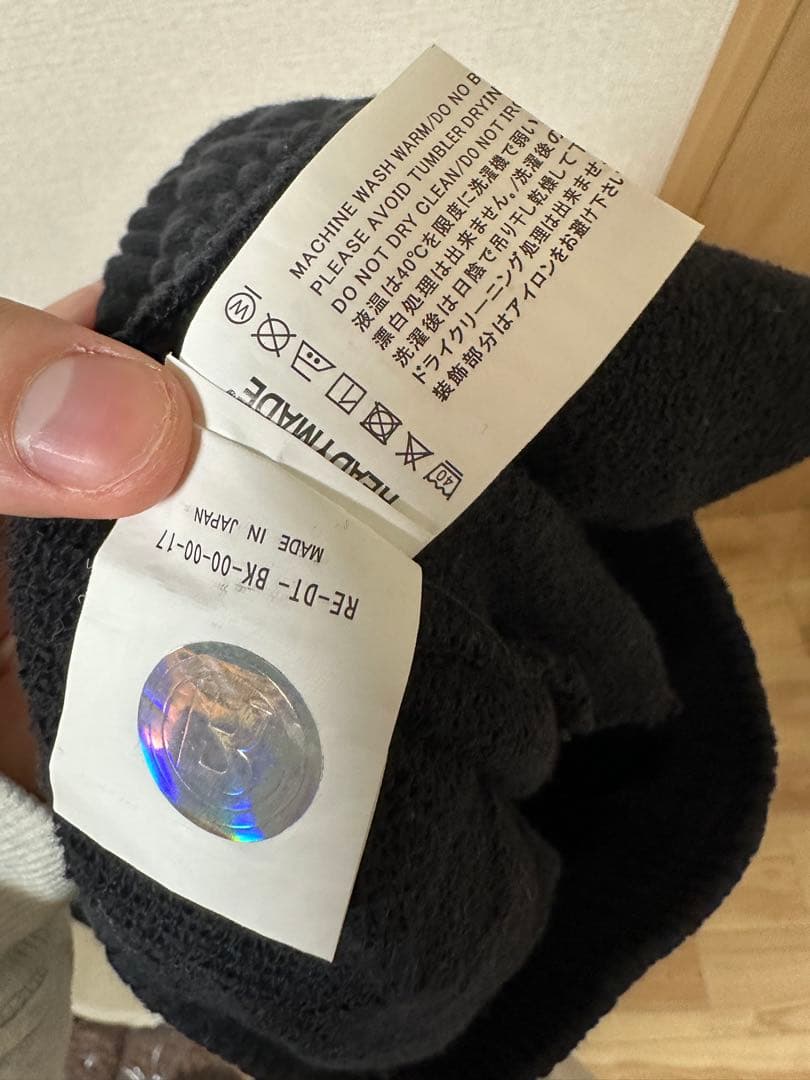 MACHINE WASH WARM/DO NO B
PLEASE AVOID TUMBLER DRYIN
DO NOT DRY CLEAN/DO NOT IR
液温は40℃を限度に洗濯機で弱い
漂白処理は出来ません。/洗濯後の
洗濯後は日陰で吊り干し乾燥して下
ドライクリーニング処理は出来ませ
装飾部分はアイロンをお避け下さい
W
40
READYMADE
MADE IN JAPAN
RE-DT-BK-00-00-17